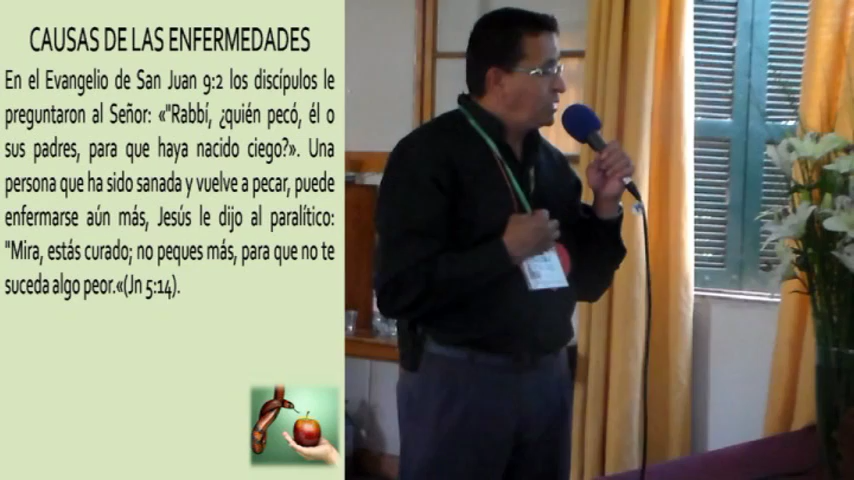 CAUSAS DE LAS ENFERMEDADES
En el Evangelio de San Juan 9:2 los discípulos le
preguntaron al Señor: «"Rabbí, ¿quién pecó, él o
sus padres, para que haya nacido ciego?». Una
persona que ha sido sanada y vuelve a pecar, puede
enfermarse aún más, Jesús le dijo al paralítico:
"Mira, estás curado; no peques más, para que no te
suceda algo peor.«(Jn 5:14).